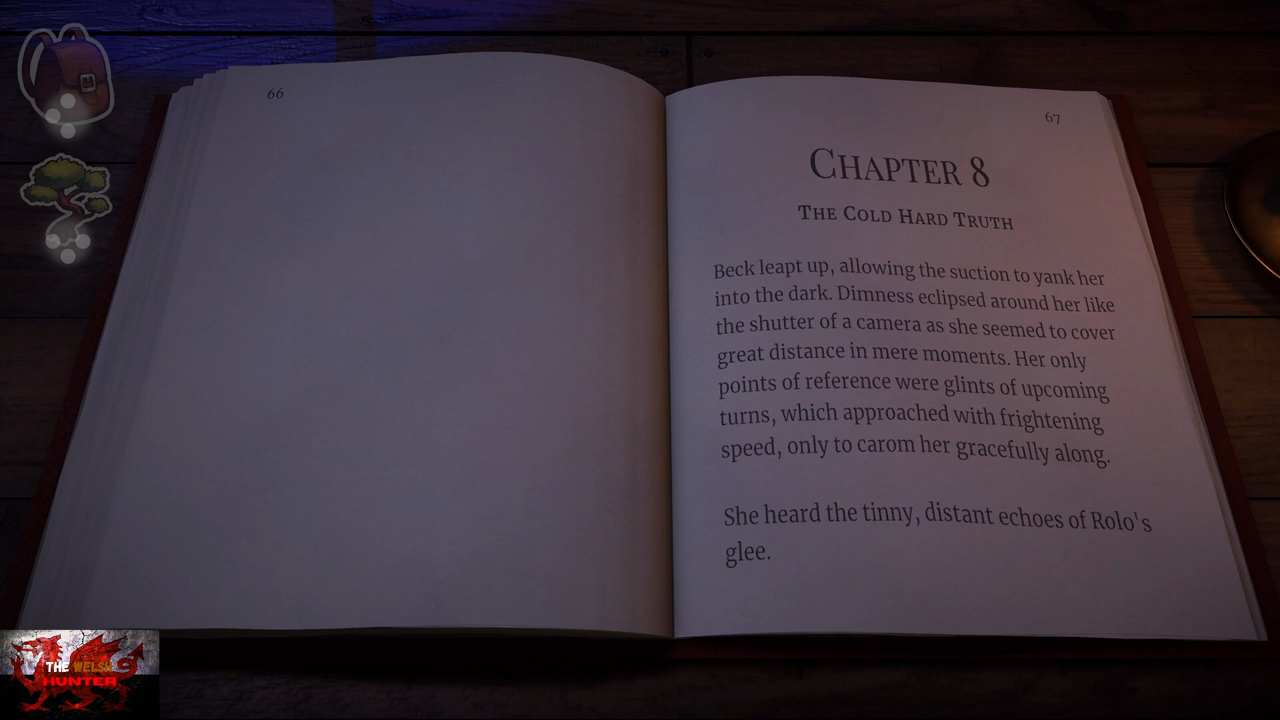 66
67
Chapter 8
The Cold Hard Truth
Beck leapt up, allowing the suction to yank her
into the dark. Dimness eclipsed around her like
the shutter of a camera as she seemed to cover
great distance in mere moments. Her only
points of reference were glints of upcoming
turns, which approached with frightening
speed, only to carom her gracefully along.
She heard the tinny, distant echoes of Rolo's
glee.
THE WELSH
HUNTER